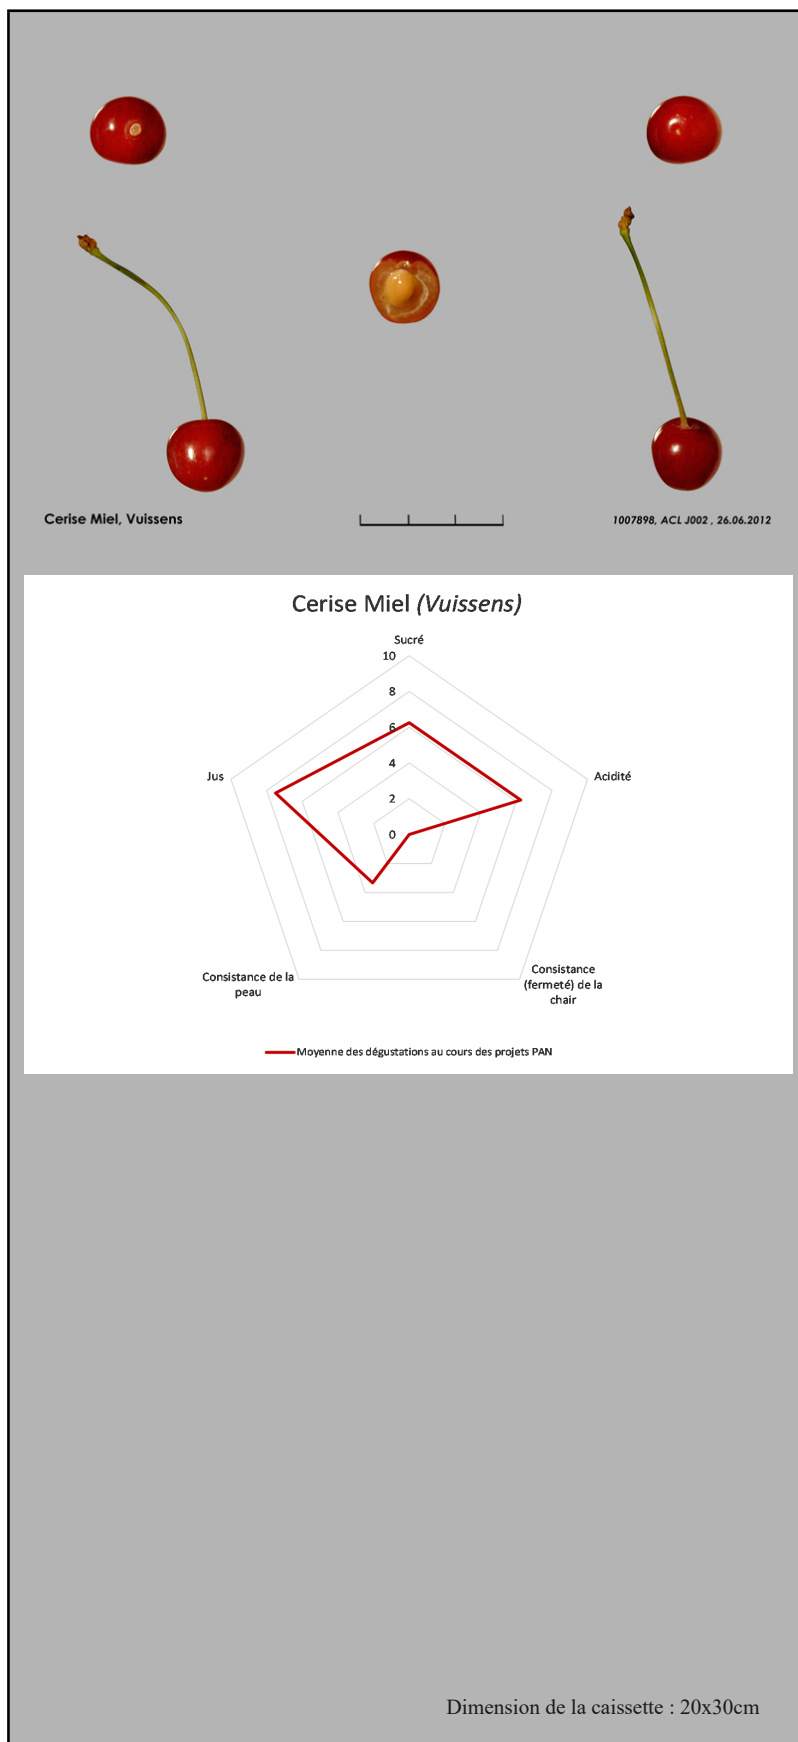 Cerise Miel, Vuissens
1007898, ACL J002 , 26.06.2012
Cerise Miel (Vuissens)
Sucré
10
8
6
4
2
0
Jus
Acidité
Consistance de la
peau
Consistance
(fermeté) de la
chair
Moyenne des dégustations au cours des projets PAN
Dimension de la caissette : 20x30cm